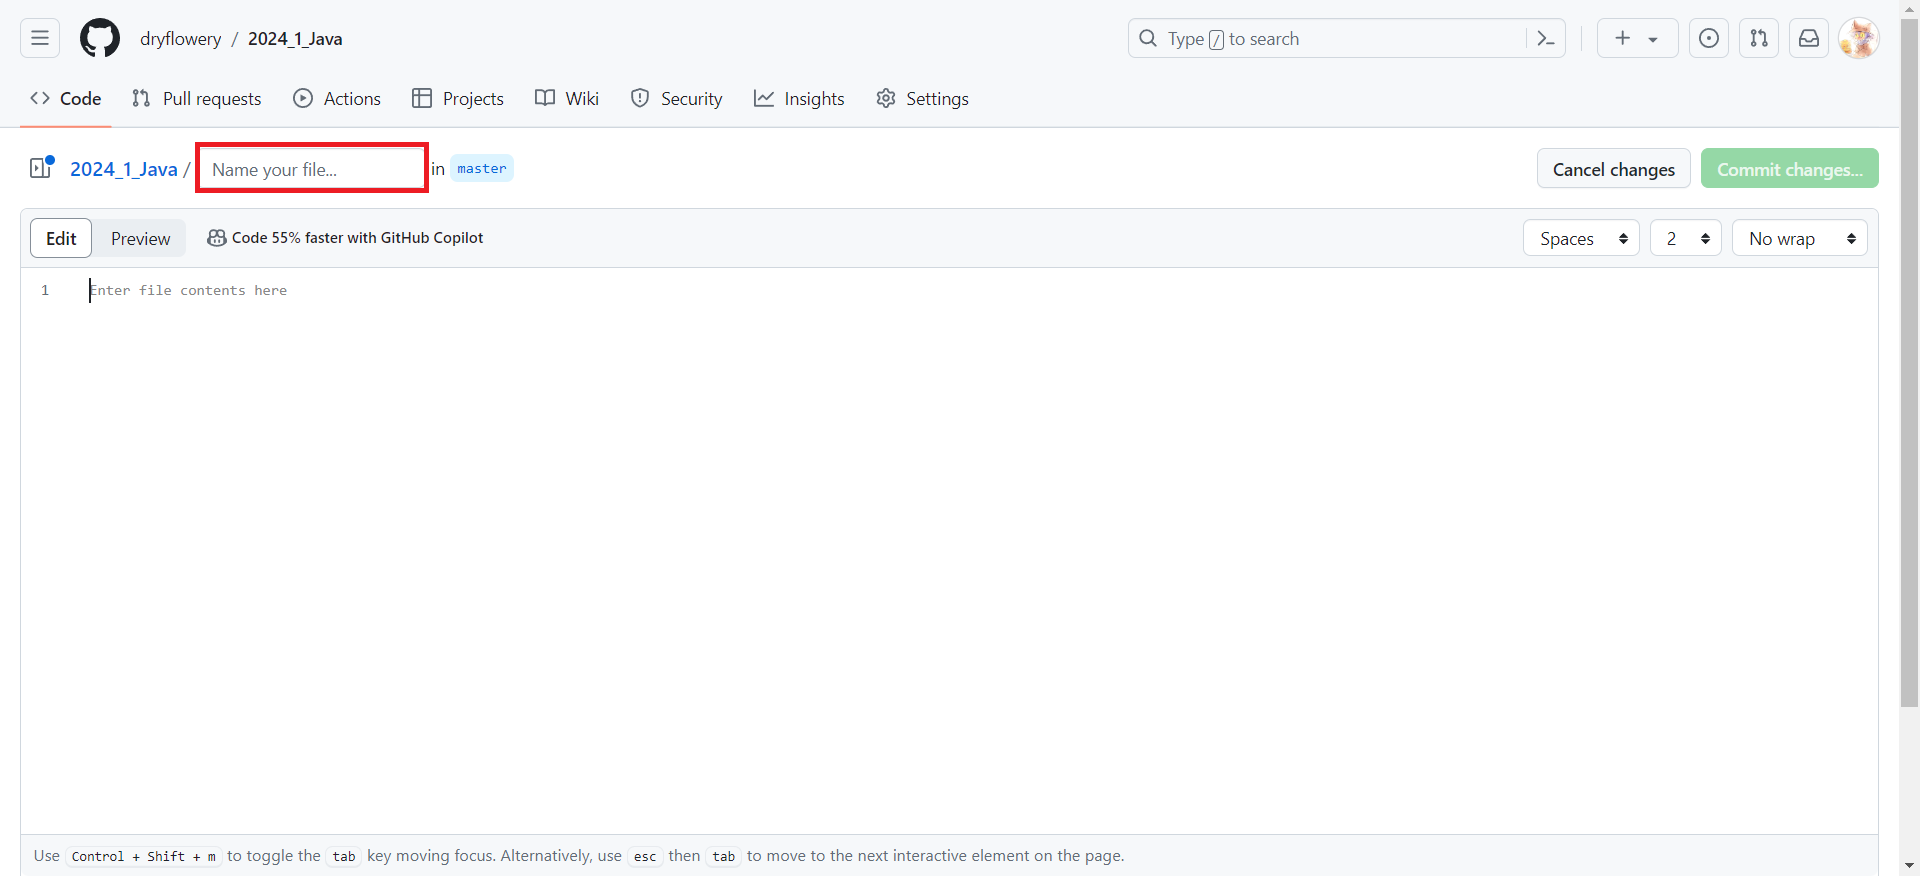 dryflowery / 2024_1_Java
Type / to search
Code Pull requests Actions Projects Wiki Security Insights Settings
2024_1_Java / Name your file... in master
Cancel changes Commit changes...
Edit Preview Code 55% faster with GitHub Copilot
Spaces 2 No wrap
1 Enter file contents here
Use Control + Shift + m to toggle the tab key moving focus. Alternatively, use esc then tab to move to the next interactive element on the page.